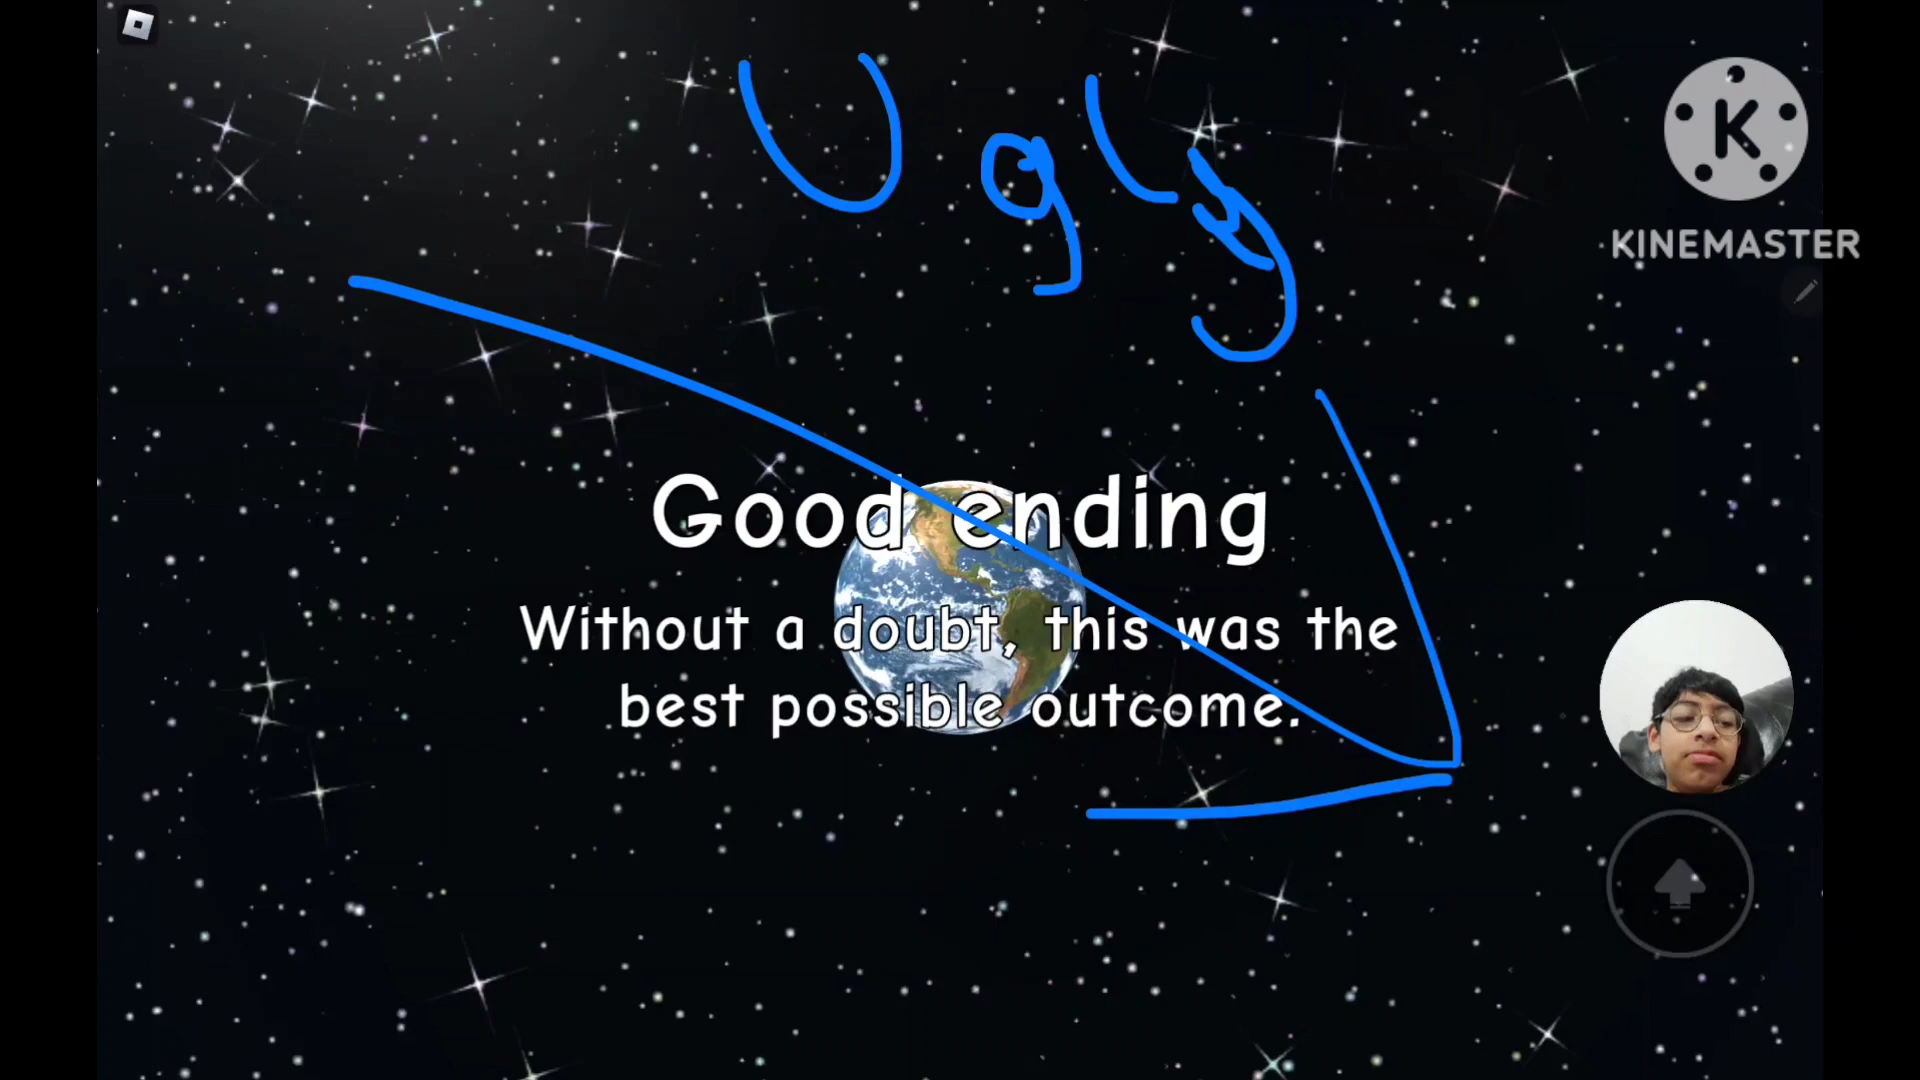 Ugly
K
KINEMASTER
Good ending
Without a doubt, this was the
best possible outcome.